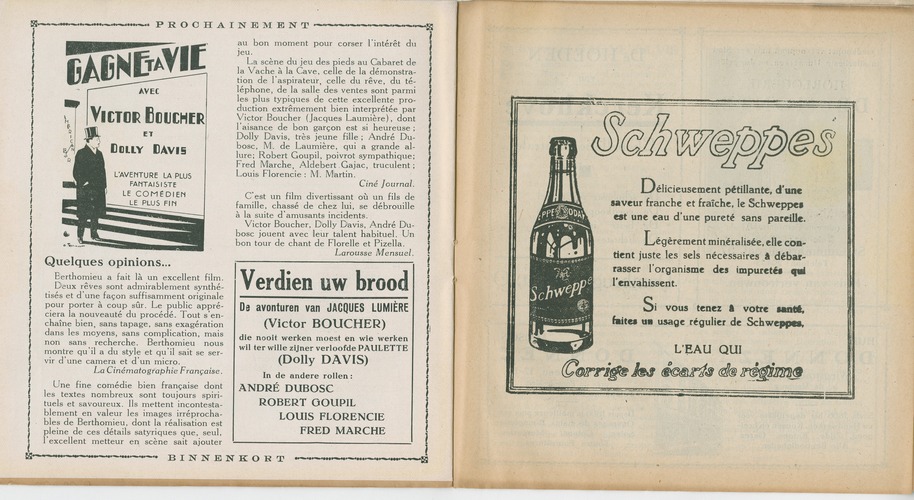 PROCHAINEMENT
GAGNE TA VIE
AVEC
VICTOR BOUCHER
ET
DOLLY DAVIS
L'AVENTURE LA PLUS
FANTAISISTE
LE COMÉDIEN
LE PLUS FIN
Quelques opinions...
Berthomieu a fait là un excellent film.
Deux rêves sont admirablement synthé-
tisés et d'une façon suffisamment originale
pour porter à coup sûr. Le public appré-
ciera la nouveauté du procédé. Tout s'en-
chaîne bien, sans tapage, sans exagération
dans les moyens, sans complication, mais
non sans recherche. Berthomieu nous
montre qu'il a du style et qu'il sait se ser-
vir d'une camera et d'un micro.
La Cinématographie Française.
Une fine comédie bien française dont
les textes nombreux sont toujours spiri-
tuels et savoureux. Ils mettent incontesta-
blement en valeur les images irréprocha-
bles de Berthomieu, dont la réalisation est
pleine de ces détails satyriques que, seul,
l'excellent metteur en scène sait ajouter
au bon moment pour corser l'intérêt du
jeu.
La scène du jeu des pieds au Cabaret de
la Vache à la Cave, celle de la démonstra-
tion de l'aspirateur, celle du rêve, du té-
léphone, de la salle des ventes sont parmi
les plus typiques de cette excellente pro-
duction extrêmement bien interprétée par
Victor Boucher (Jacques Laumière), dont
l'aisance de bon garçon est si heureuse ;
Dolly Davis, très jeune fille ; André Du-
bosc, M. de Laumière, qui a grande al-
lure; Robert Goupil, poivrot sympathique;
Fred Marche, Aldebert Gajac, truculent ;
Louis Florencie : M. Martin.
Ciné Journal.
C'est un film divertissant où un fils de
famille, chassé de chez lui, se débrouille
à la suite d'amusants incidents.
Victor Boucher, Dolly Davis, André Du-
bosc jouent avec leur talent habituel. Un
bon tour de chant de Florelle et Pizella.
Larousse Mensuel.
Verdien uw brood
De avonturen van JACQUES LUMIÈRE
(Victor BOUCHER)
die nooit werken moest en wie werken
wil ter wille zijner verloofde PAULETTE
(Dolly DAVIS)
In de andere rollen :
ANDRÉ DUBOSC
ROBERT GOUPIL
LOUIS FLORENCIE
FRED MARCHE
BINNENKORT
Schweppes
Délicieusement pétillante, d'une
saveur franche et fraîche, le Schweppes
est une eau d'une pureté sans pareille.
Légèrement minéralisée, elle con-
tient juste les sels nécessaires à débar-
rasser l'organisme des impuretés qui
l'envahissent.
Si vous tenez à votre santé,
faites un usage régulier de Schweppes,
L'EAU QUI
Corrige les écarts de régime
Schweppe